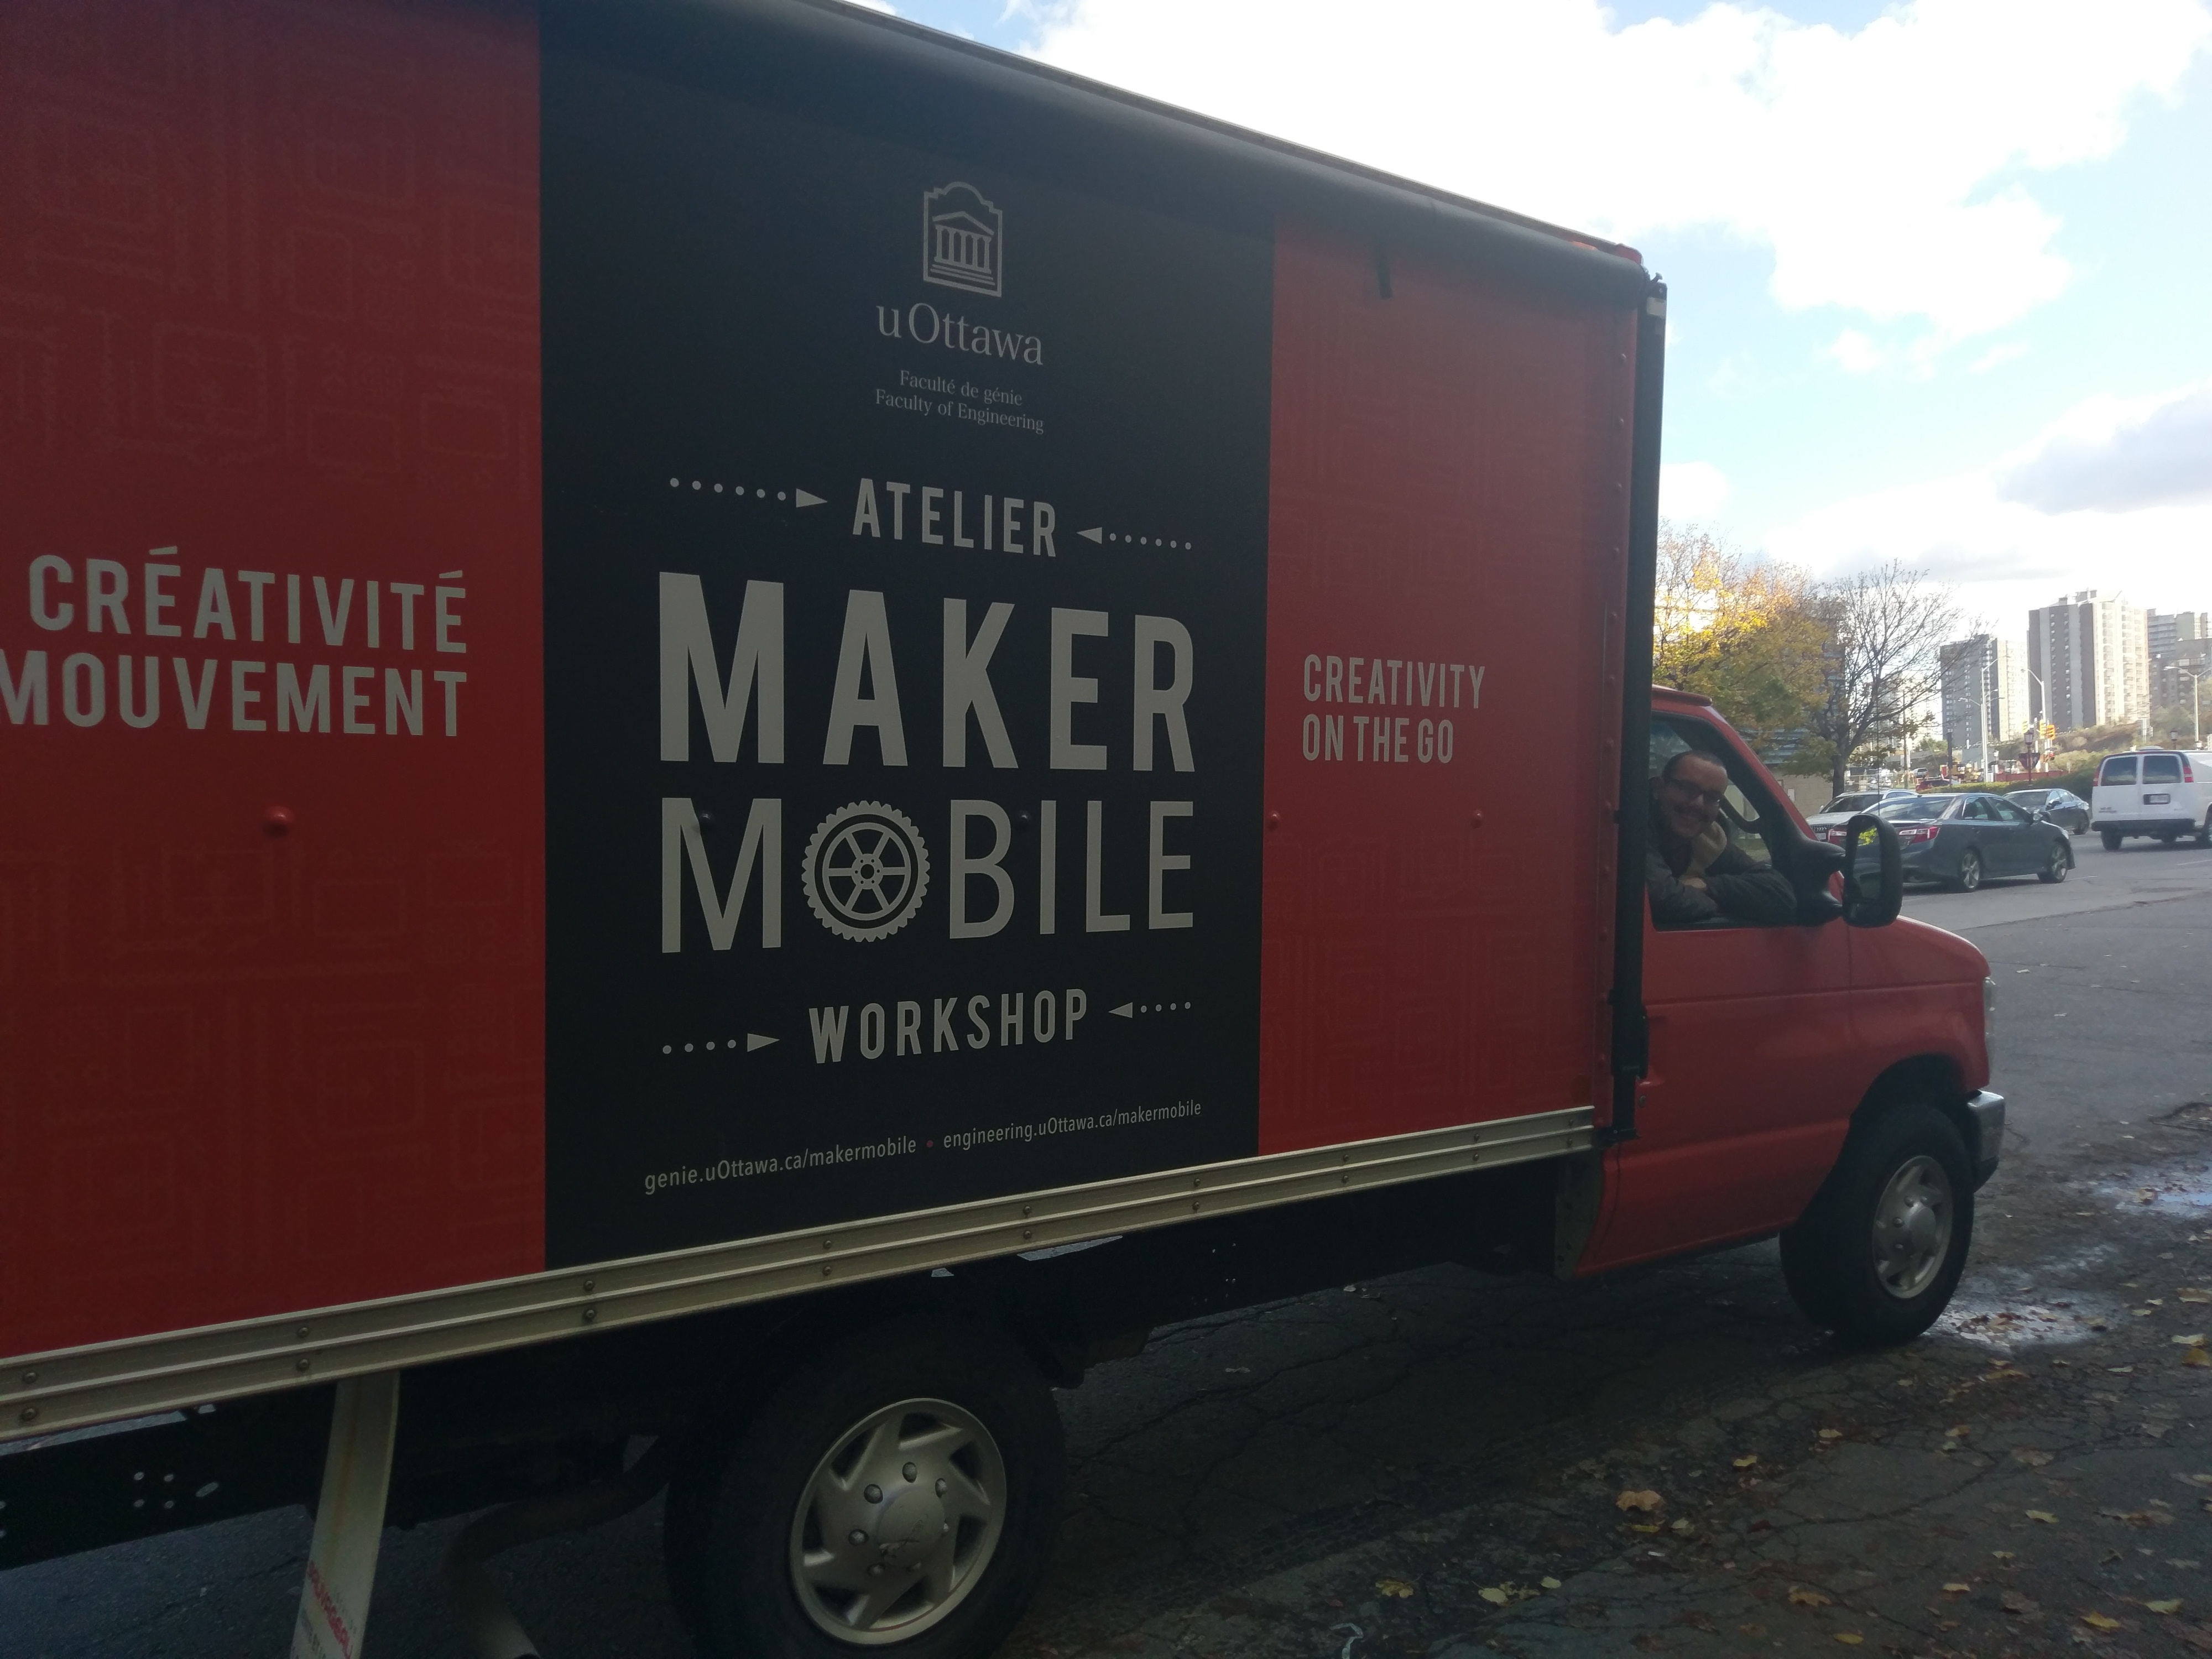 uOttawa
Faculté de génie
Faculty of Engineering
CRÉATIVITÉ
MOUVEMENT
ATELIER
MAKER
MOBILE
WORKSHOP
CREATIVITY
ON THE GO
genie.uOttawa.ca/makermobile • engineering.uOttawa.ca/makermobile